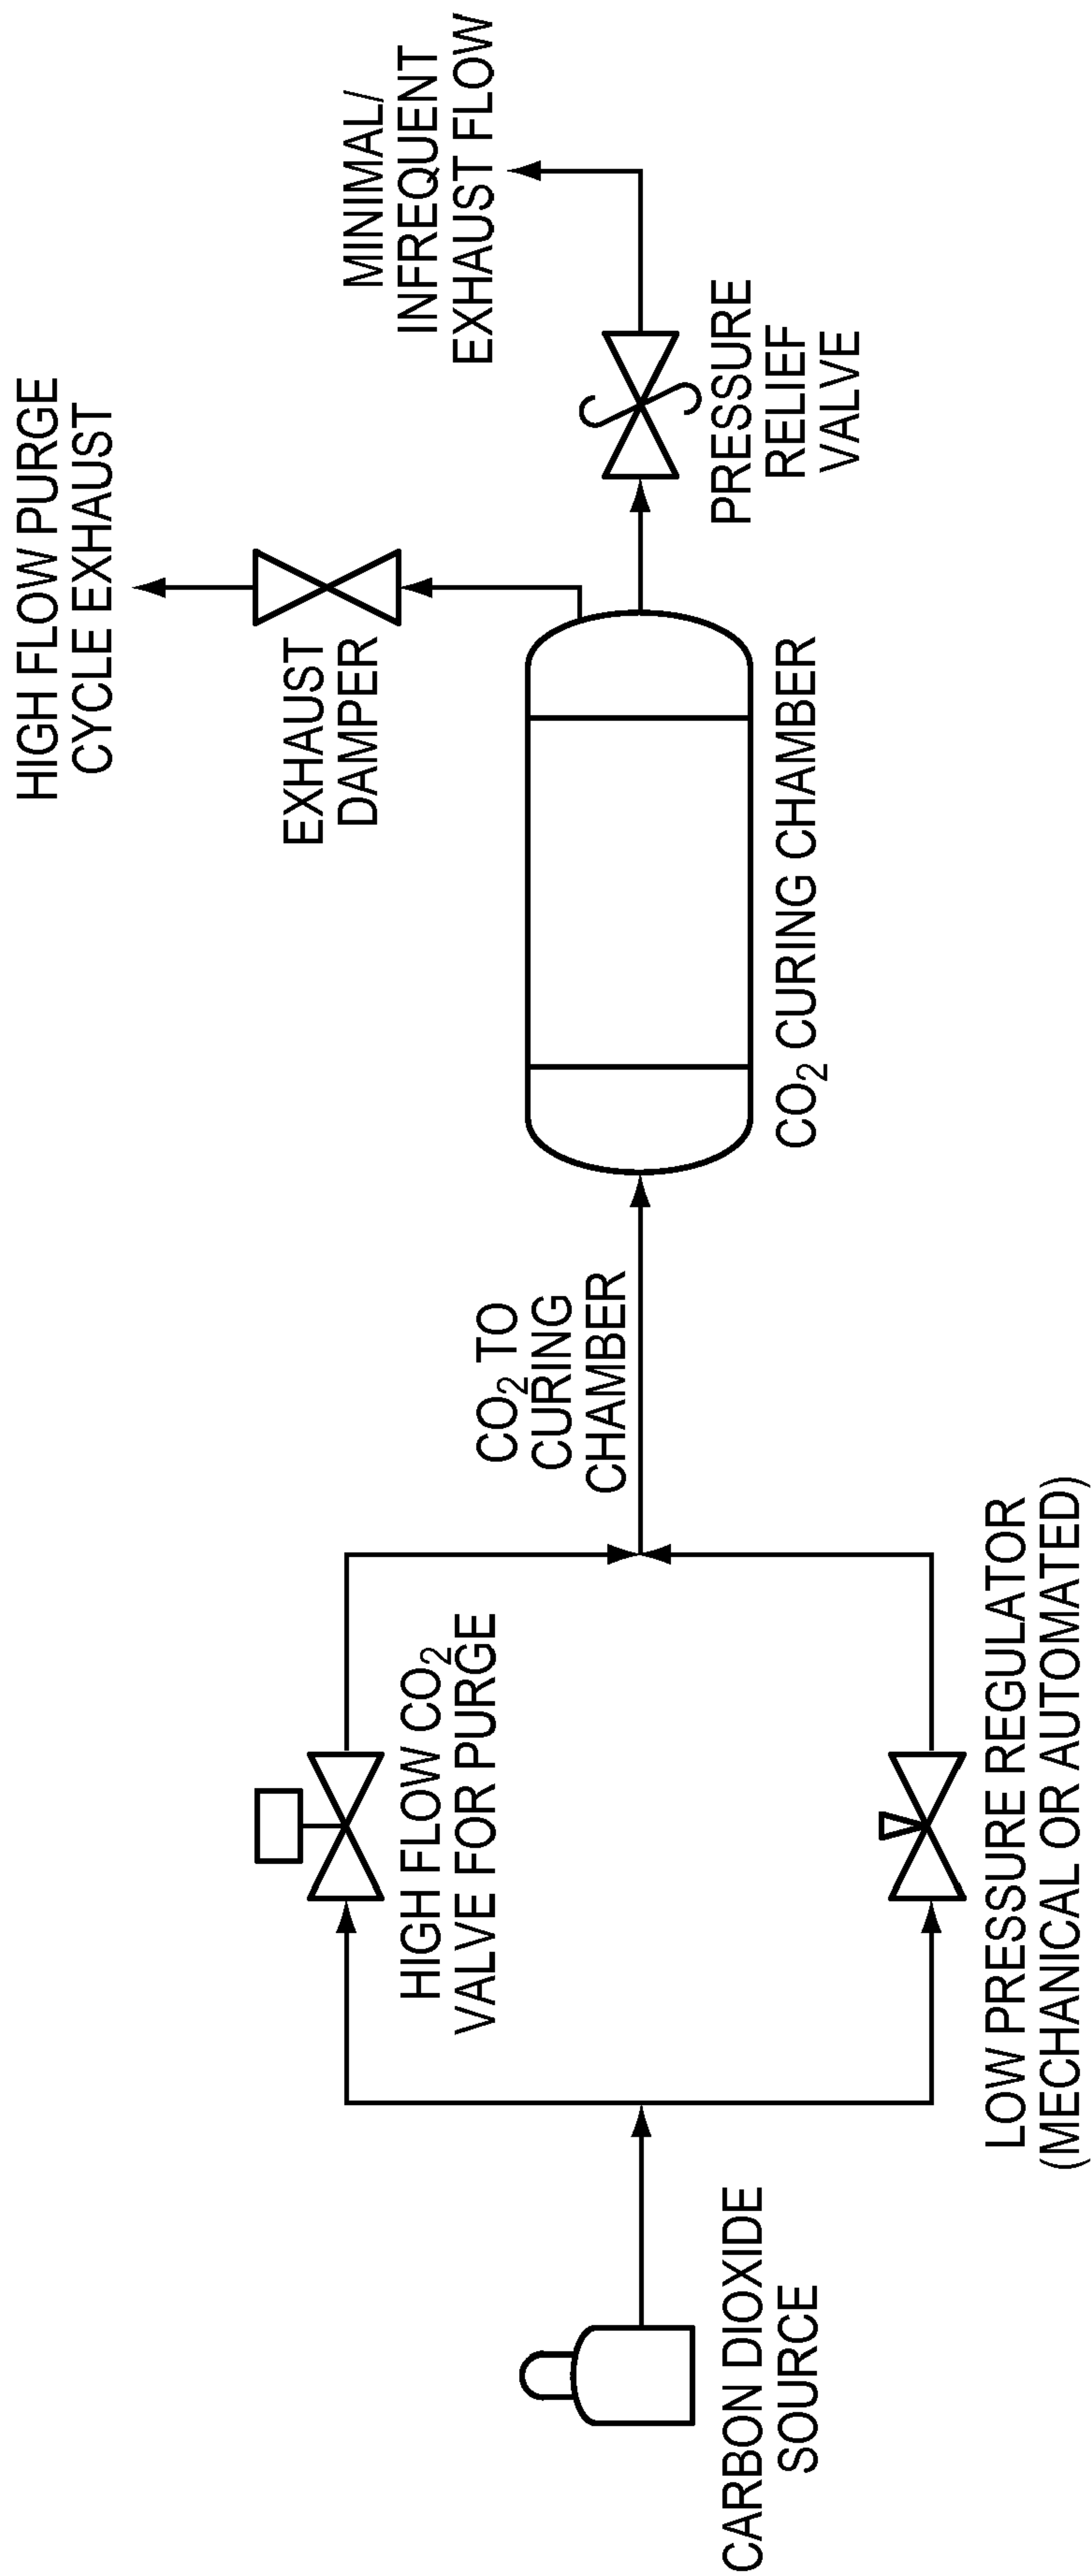 HIGH FLOW PURGE
CYCLE EXHAUST
MINIMAL/
INFREQUENT
EXHAUST FLOW
EXHAUST
DAMPER
PRESSURE
RELIEF
VALVE
CO₂ CURING CHAMBER
CO₂ TO
CURING
CHAMBER
HIGH FLOW CO₂
VALVE FOR PURGE
LOW PRESSURE REGULATOR
(MECHANICAL OR AUTOMATED)
CARBON DIOXIDE
SOURCE